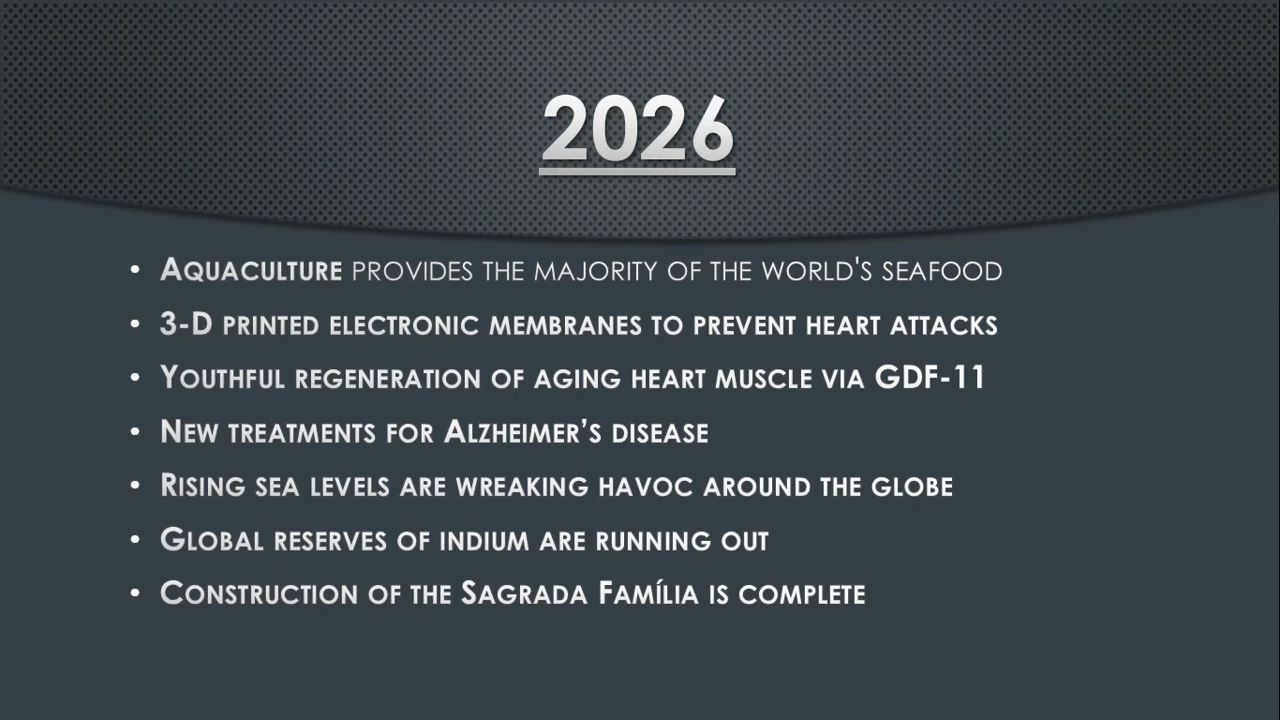 2026
• Aquaculture provides the majority of the world's seafood
• 3-D printed electronic membranes to prevent heart attacks
• Youthful regeneration of aging heart muscle via GDF-11
• New treatments for Alzheimer’s disease
• Rising sea levels are wreaking havoc around the globe
• Global reserves of indium are running out
• Construction of the Sagrada Família is complete